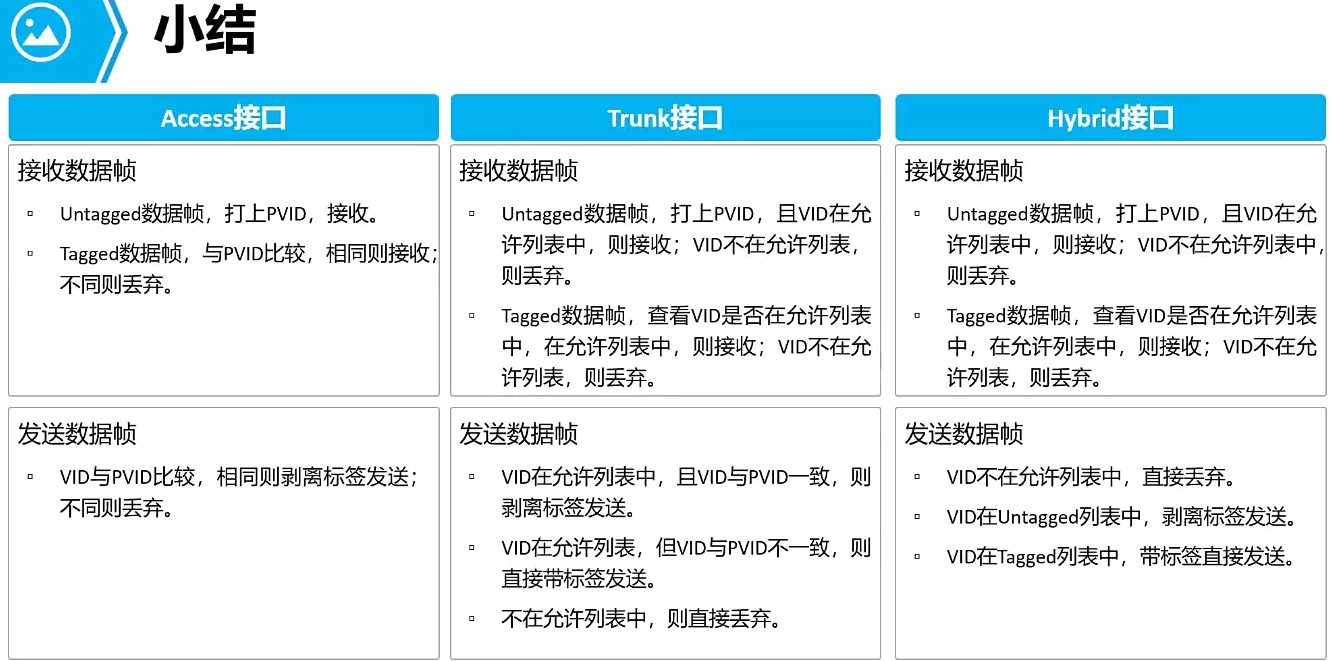 小结
Access接口
接收数据帧
▫ Untagged数据帧，打上PVID，接收。
▫ Tagged数据帧，与PVID比较，相同则接收；
不同则丢弃。
发送数据帧
▫ VID与PVID比较，相同则剥离标签发送；
不同则丢弃。
Trunk接口
接收数据帧
▫ Untagged数据帧，打上PVID，且VID在允
许列表中，则接收；VID不在允许列表，
则丢弃。
▫ Tagged数据帧，查看VID是否在允许列表
中，在允许列表中，则接收；VID不在允
许列表，则丢弃。
发送数据帧
▫ VID在允许列表中，且VID与PVID一致，则
剥离标签发送。
▫ VID在允许列表，但VID与PVID不一致，则
直接带标签发送。
▫ 不在允许列表中，则直接丢弃。
Hybrid接口
接收数据帧
▫ Untagged数据帧，打上PVID，且VID在允
许列表中，则接收；VID不在允许列表中，
则丢弃。
▫ Tagged数据帧，查看VID是否在允许列表
中，在允许列表中，则接收；VID不在允
许列表，则丢弃。
发送数据帧
▫ VID不在允许列表中，直接丢弃。
▫ VID在Untagged列表中，剥离标签发送。
▫ VID在Tagged列表中，带标签直接发送。